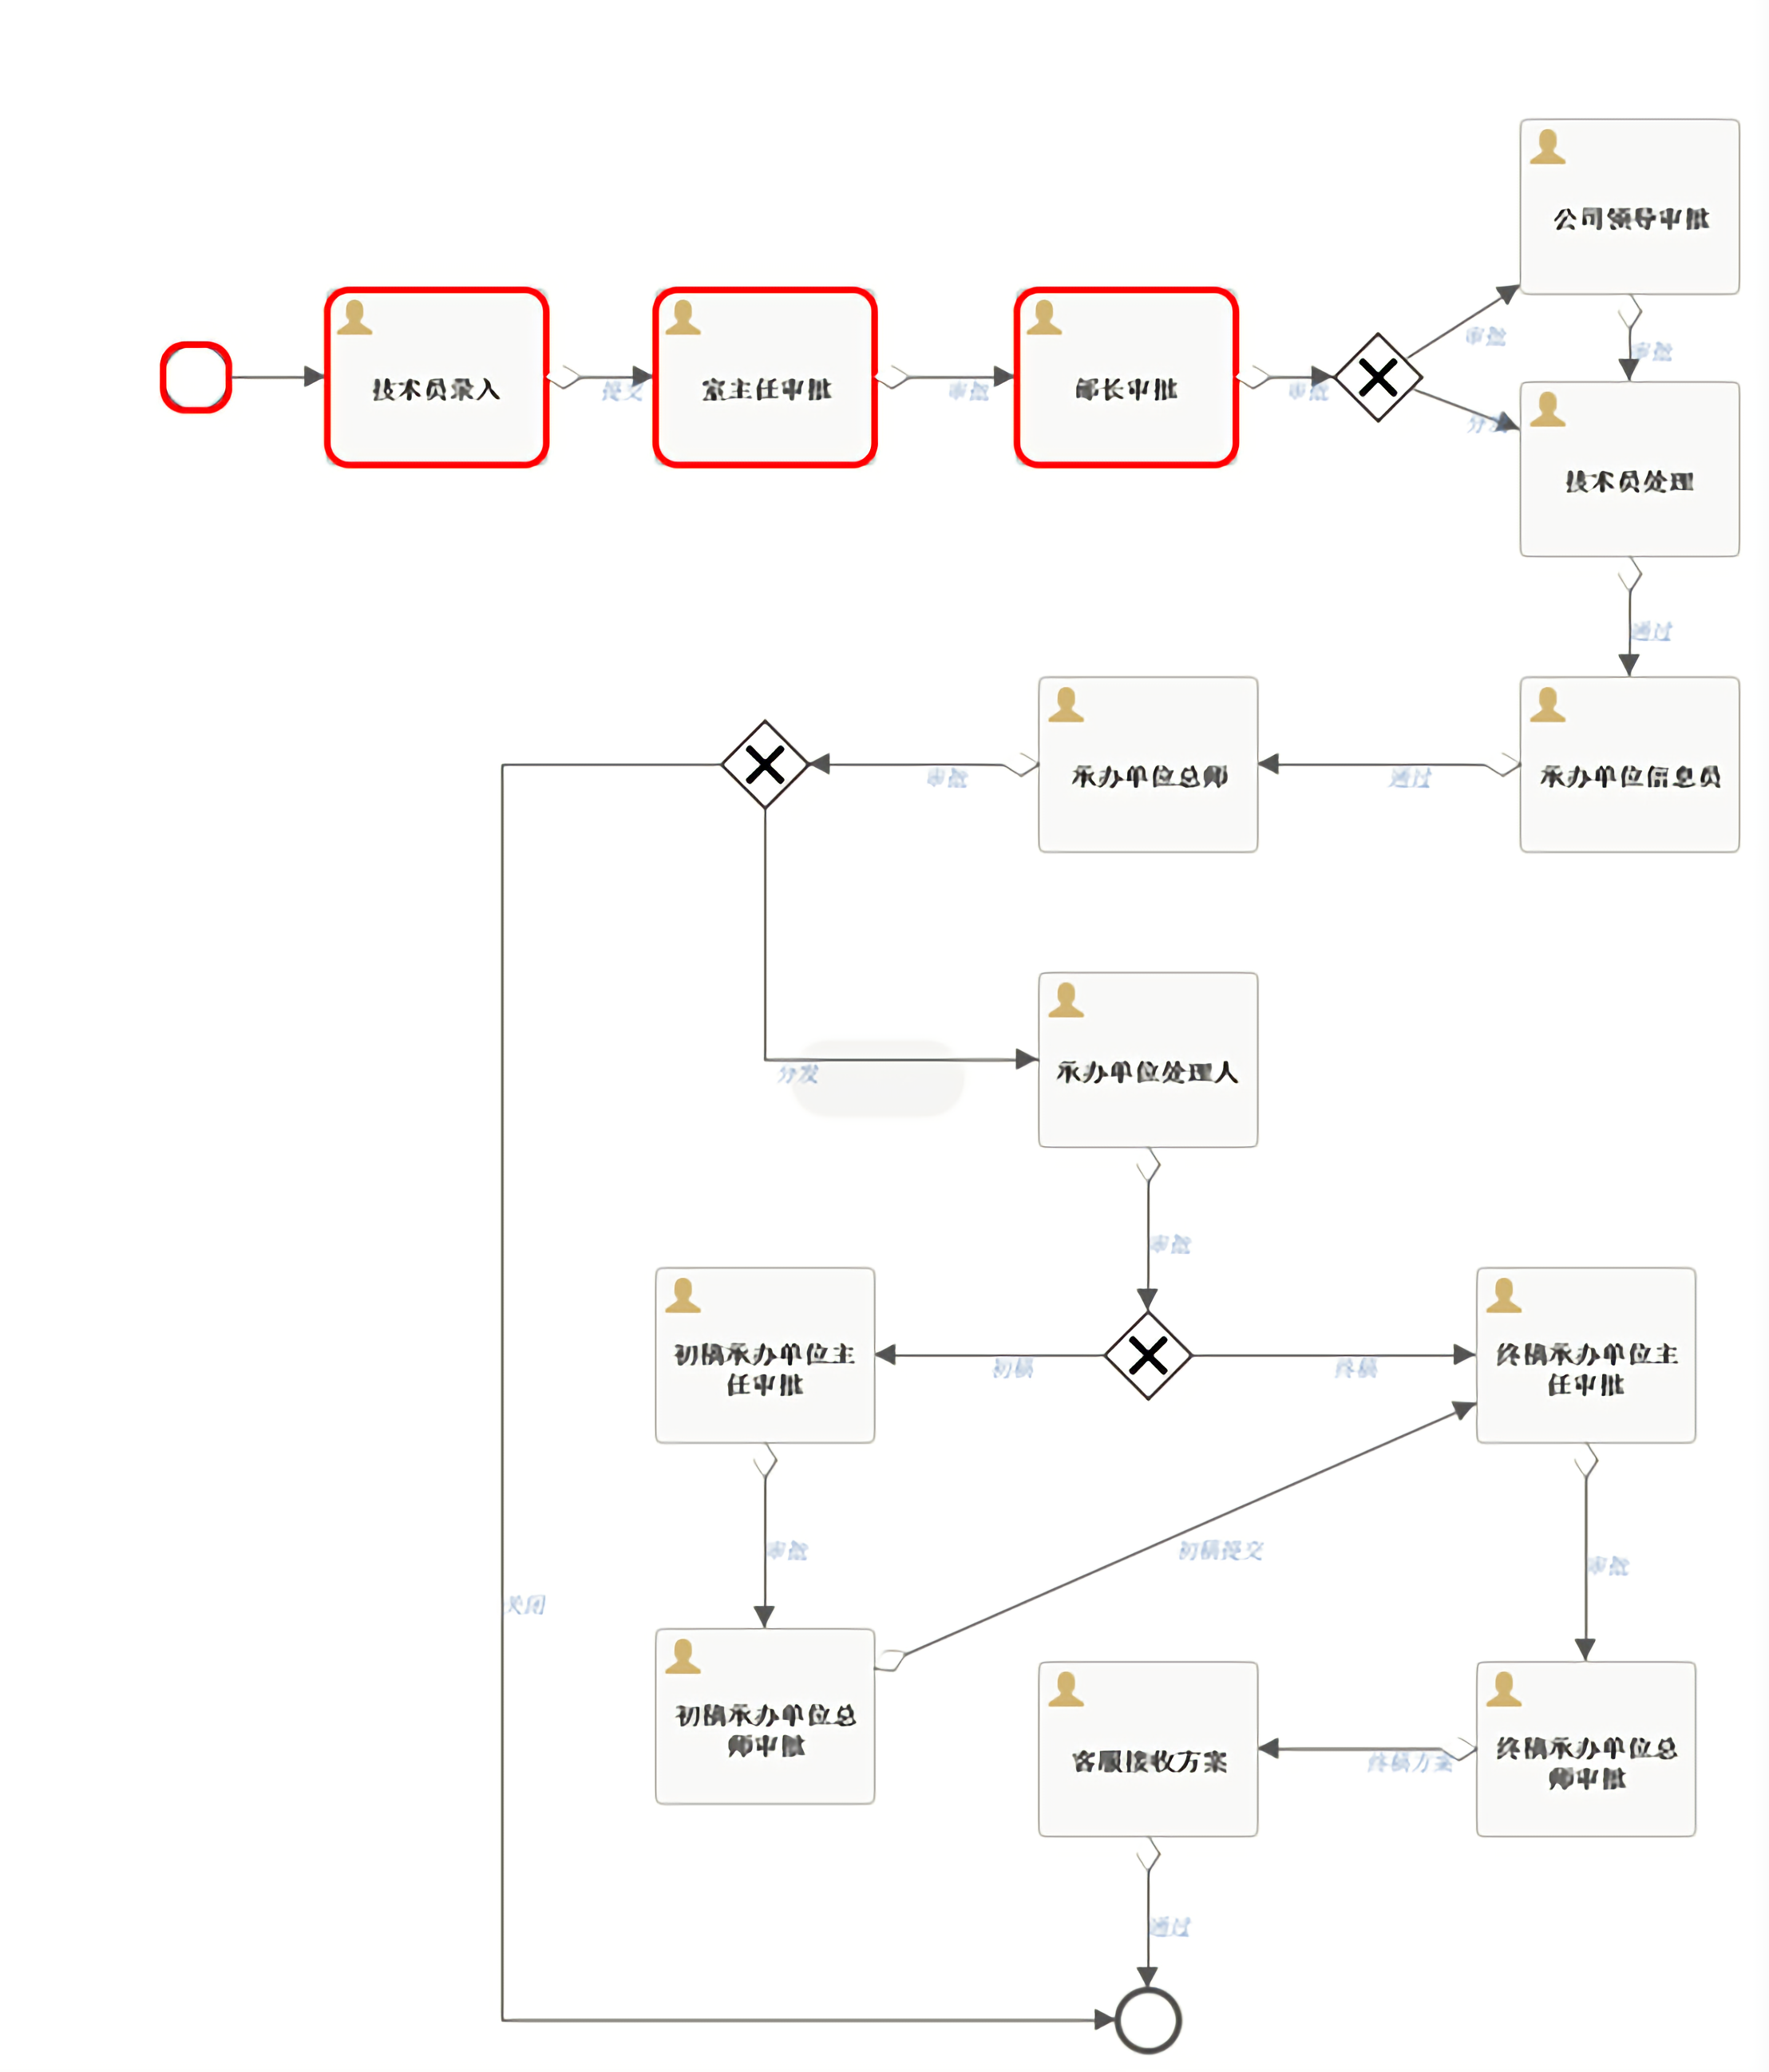 公司领导审批
审批
审批
技术员录入
提交
室主任审批
审批
部长审批
审批
分发
技术员处理
通过
承办单位信息员
通过
承办单位总师
审批
分发
承办单位处理人
审批
初稿承办单位主
任审批
初稿
终稿
终稿承办单位主
任审批
审批
初稿提交
审批
关闭
初稿承办单位总
师审批
客服接收方案
终稿方案
终稿承办单位总
师审批
通过